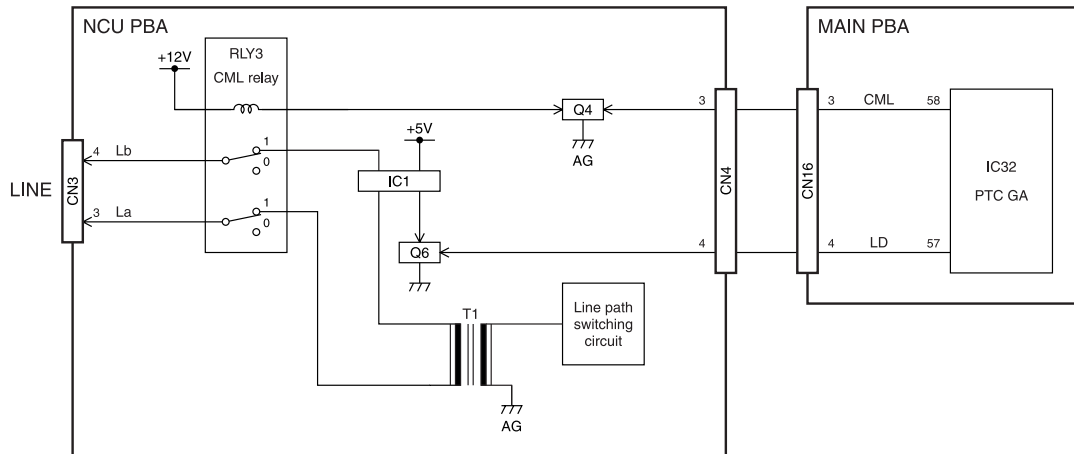 NCU PBA
MAIN PBA
RLY3
CML relay
+12V
3
3
CML
58
Q4
AG
+5V
1
0
4
Lb
IC1
LINE
CN3
CN4
CN16
IC32
PTC GA
3
La
1
0
Q6
4
4
LD
57
T1
Line path
switching
circuit
AG